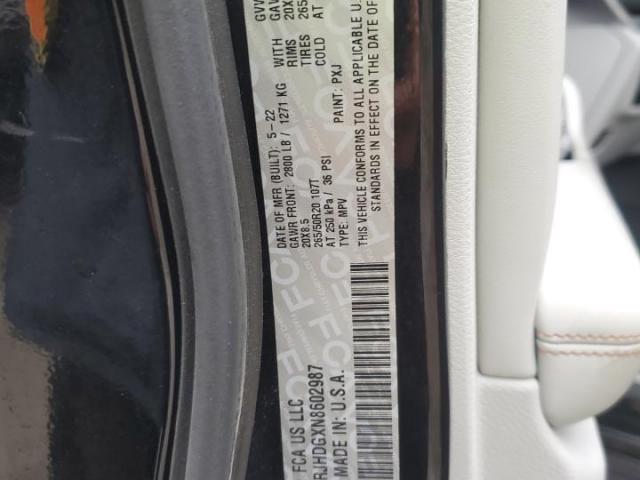 FCA US LLC
DATE OF MFR (BUILT): 5-22
GVW
GAWR FRONT: 2800 LB / 1271 KG
GAW
20X8.5
WITH RIMS
20X
265/50R20 107T
TIRES
265
AT 250 kPa / 36 PSI
COLD
AT
TYPE: MPV
PAINT: PXJ
THIS VEHICLE CONFORMS TO ALL APPLICABLE U.
STANDARDS IN EFFECT ON THE DATE OF
RJHDGXN8602987
MADE IN U.S.A.